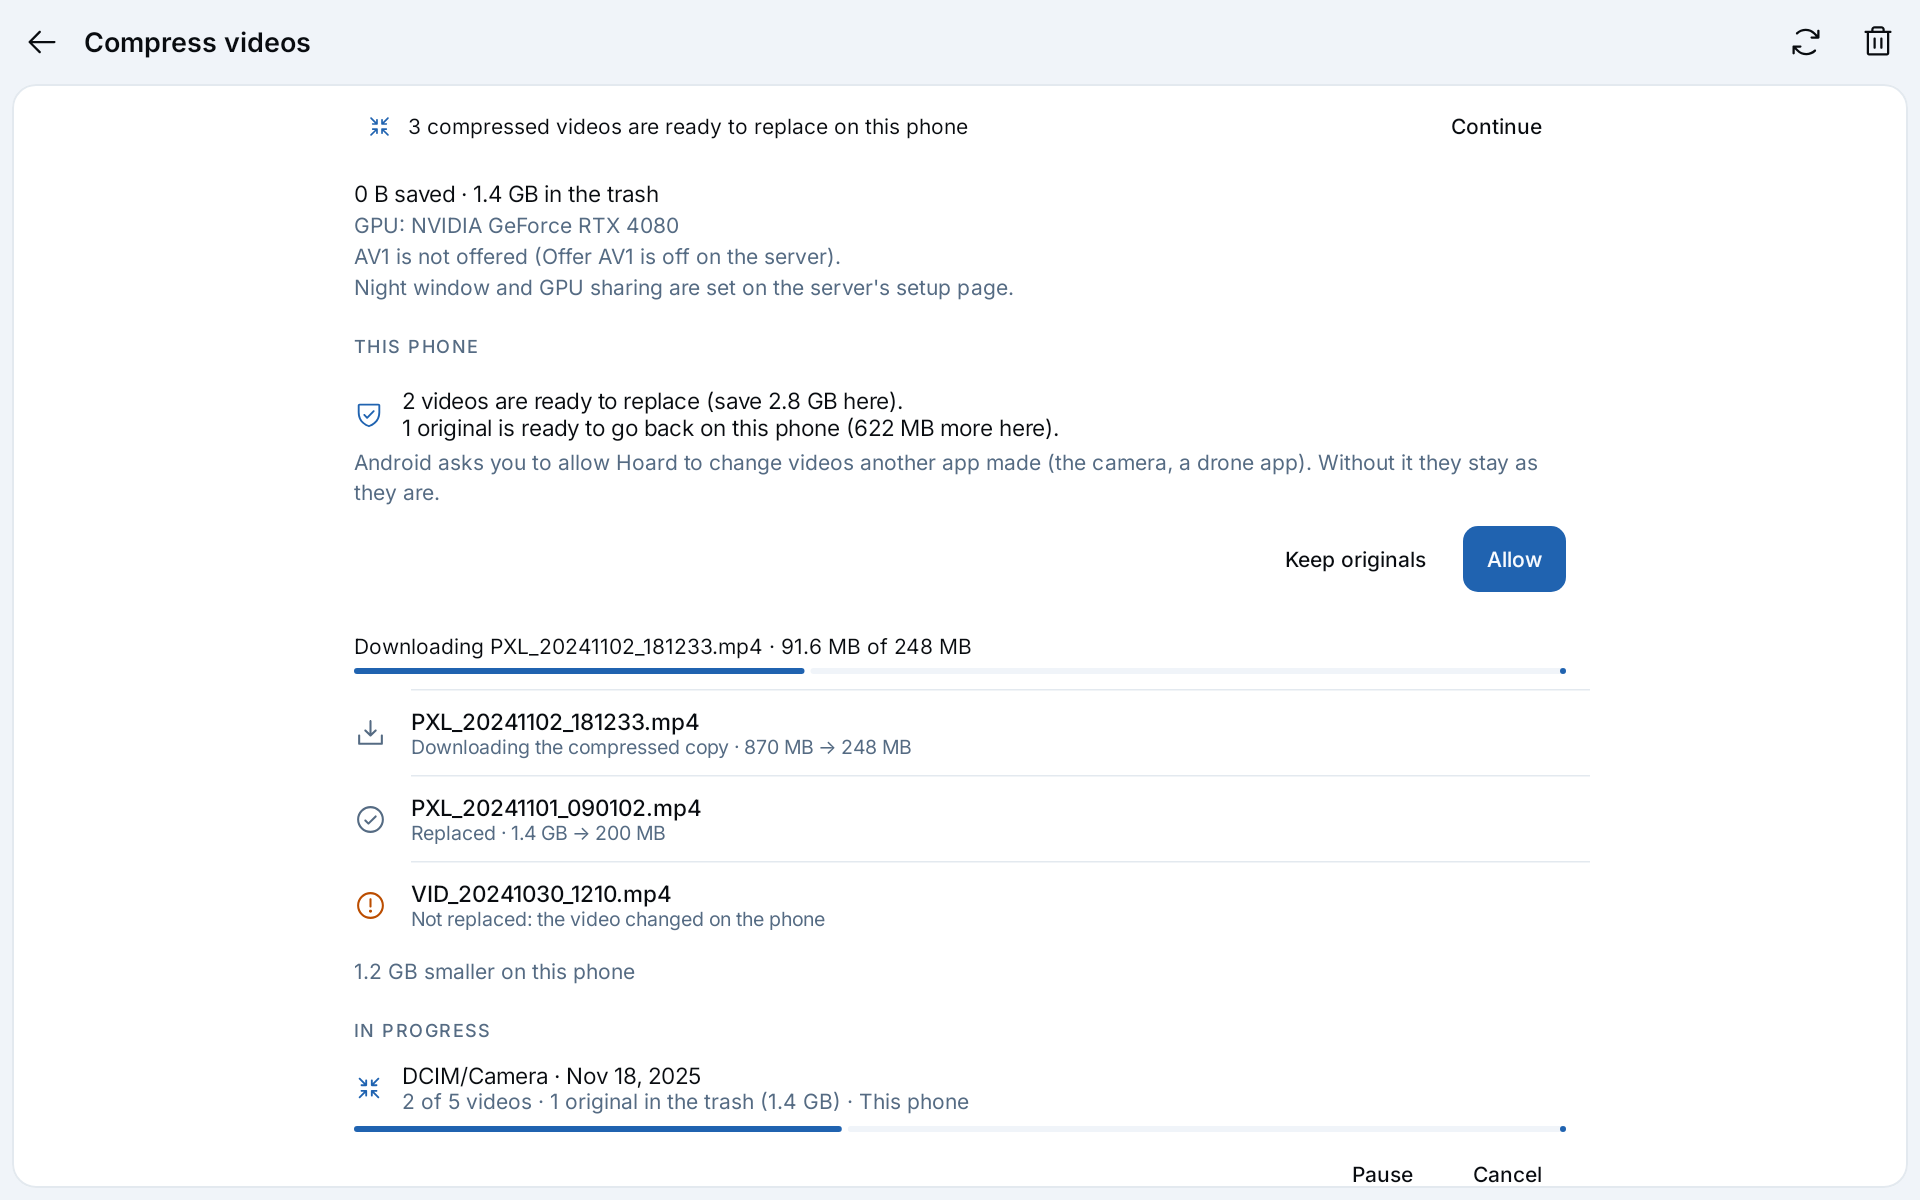 Compress videos
3 compressed videos are ready to replace on this phone
Continue
0 B saved · 1.4 GB in the trash
GPU: NVIDIA GeForce RTX 4080
AV1 is not offered (Offer AV1 is off on the server).
Night window and GPU sharing are set on the server's setup page.
THIS PHONE
2 videos are ready to replace (save 2.8 GB here).
1 original is ready to go back on this phone (622 MB more here).
Android asks you to allow Hoard to change videos another app made (the camera, a drone app). Without it they stay as
they are.
Keep originals
Allow
Downloading PXL_20241102_181233.mp4 · 91.6 MB of 248 MB
PXL_20241102_181233.mp4
Downloading the compressed copy · 870 MB → 248 MB
PXL_20241101_090102.mp4
Replaced · 1.4 GB → 200 MB
VID_20241030_1210.mp4
Not replaced: the video changed on the phone
1.2 GB smaller on this phone
IN PROGRESS
DCIM/Camera · Nov 18, 2025
2 of 5 videos · 1 original in the trash (1.4 GB) · This phone
Pause
Cancel